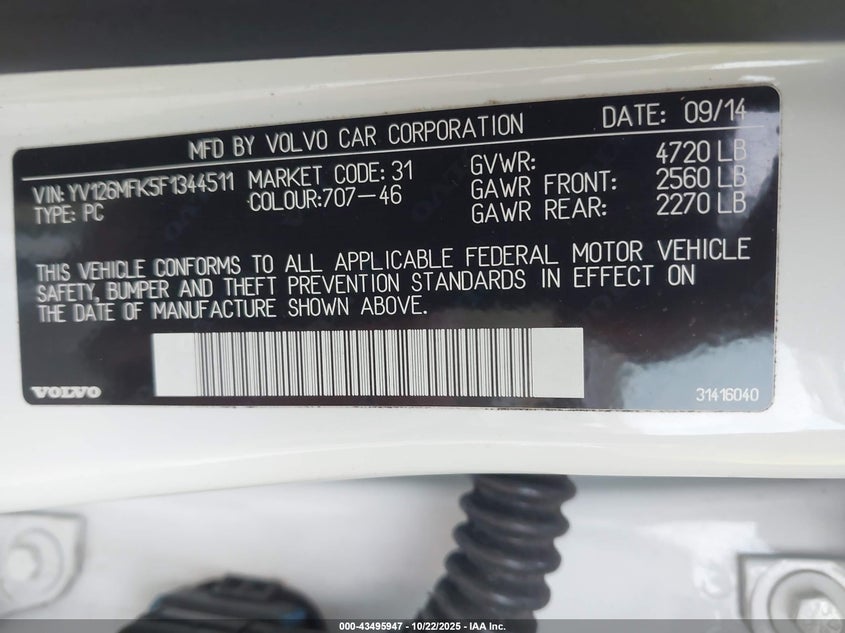 MFD BY VOLVO CAR CORPORATION DATE: 09/14
VIN: YV126MFK5F1344511 MARKET CODE: 31 GVWR: 4720 LB
TYPE: PC COLOUR:707-46 GAWR FRONT: 2560 LB
GAWR REAR: 2270 LB
THIS VEHICLE CONFORMS TO ALL APPLICABLE FEDERAL MOTOR VEHICLE
SAFETY, BUMPER AND THEFT PREVENTION STANDARDS IN EFFECT ON
THE DATE OF MANUFACTURE SHOWN ABOVE.
VOLVO 31416040
000-43495947 | 10/22/2025 | IAA Inc.